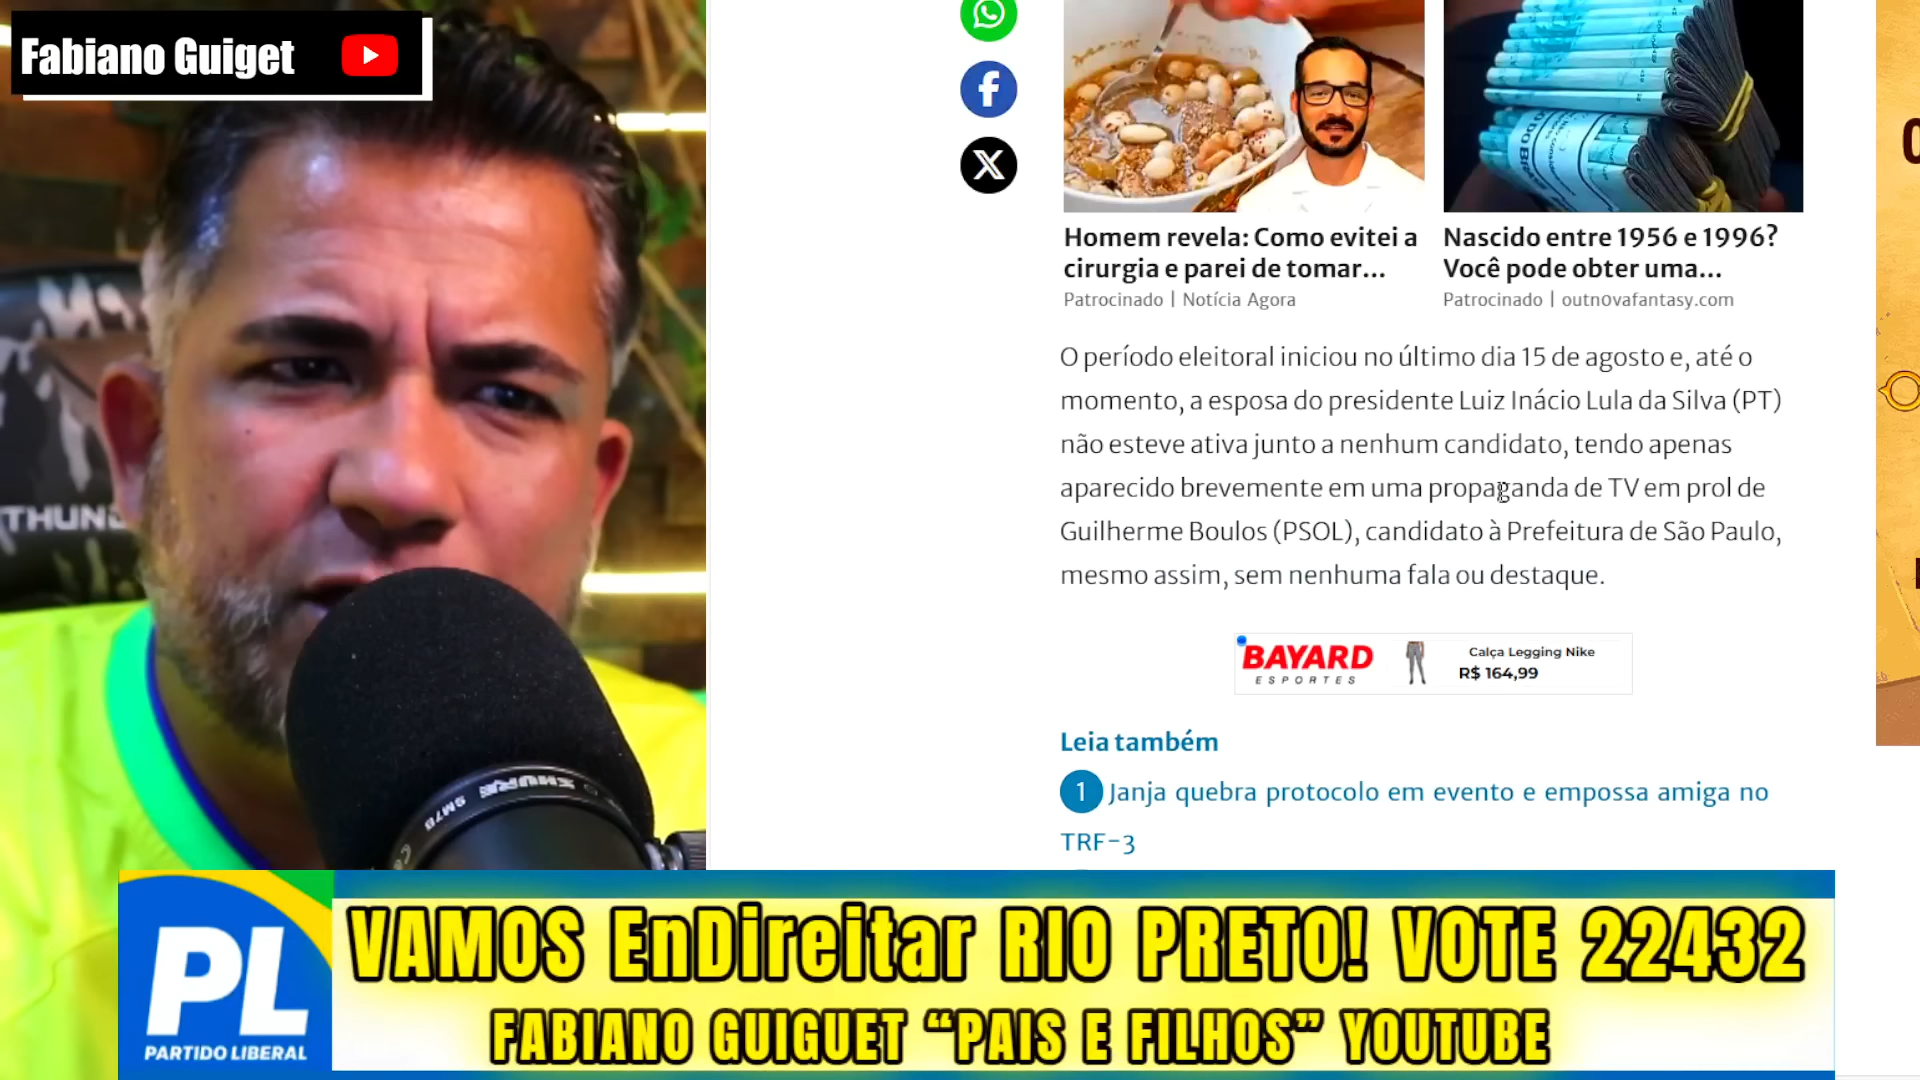 Fabiano Guiget
THUN
SHURE
SM7B
Homem revela: Como evitei a
cirurgia e parei de tomar...
Patrocinado | Notícia Agora
Nascido entre 1956 e 1996?
Você pode obter uma...
Patrocinado | outn0vafantasy.com
O período eleitoral iniciou no último dia 15 de agosto e, até o
momento, a esposa do presidente Luiz Inácio Lula da Silva (PT)
não esteve ativa junto a nenhum candidato, tendo apenas
aparecido brevemente em uma propaganda de TV em prol de
Guilherme Boulos (PSOL), candidato à Prefeitura de São Paulo,
mesmo assim, sem nenhuma fala ou destaque.
BAYARD
ESPORTES
Calça Legging Nike
R$ 164,99
Leia também
1 Janja quebra protocolo em evento e empossa amiga no
TRF-3
PL
PARTIDO LIBERAL
VAMOS EnDireitar RIO PRETO! VOTE 22432
FABIANO GUIGUET “PAIS E FILHOS” YOUTUBE